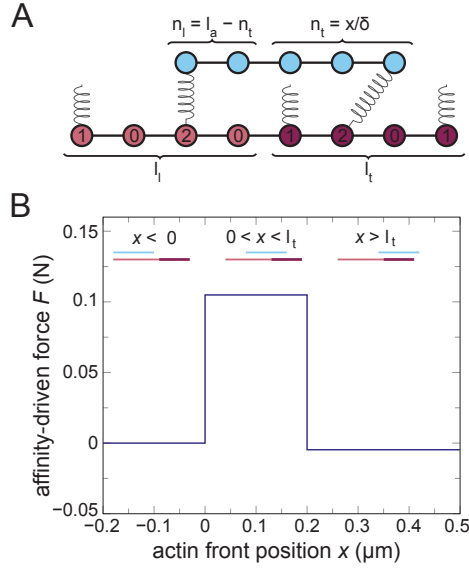 A
n_l = l_a − n_t
n_t = x/δ
1 0 2 0 1 2 0 1
l_l
l_t
B
x < 0
0 < x < l_t
x > l_t
affinity-driven force F (N)
0.15
0.1
0.05
0
−0.05
−0.2 −0.1 0 0.1 0.2 0.3 0.4 0.5
actin front position x (μm)